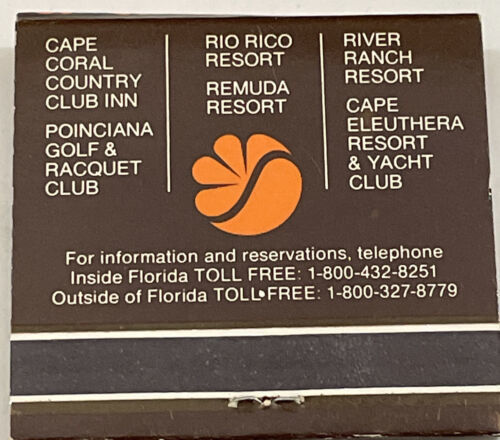 CAPE
CORAL
COUNTRY
CLUB INN
POINCIANA
GOLF &
RACQUET
CLUB
RIO RICO
RESORT
REMUDA
RESORT
RIVER
RANCH
RESORT
CAPE
ELEUTHERA
RESORT
& YACHT
CLUB
For information and reservations, telephone
Inside Florida TOLL FREE: 1-800-432-8251
Outside of Florida TOLL FREE: 1-800-327-8779